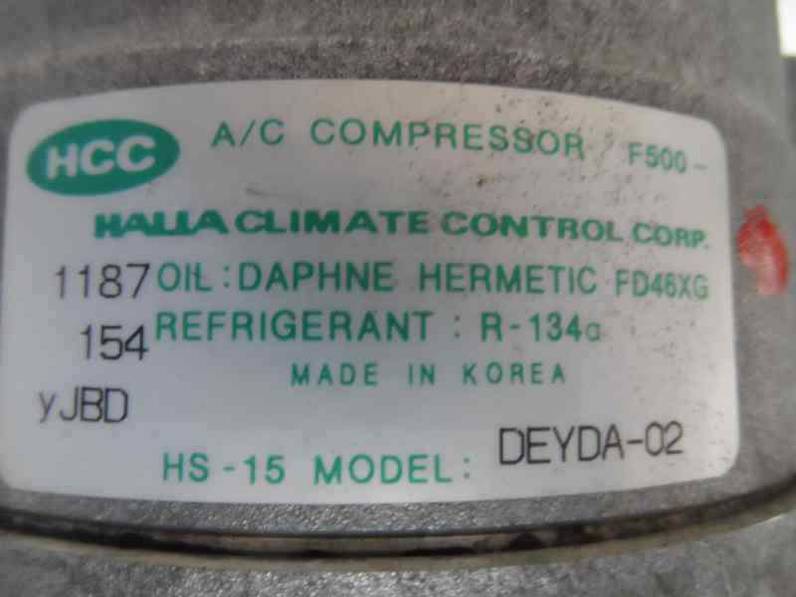 HCC A/C COMPRESSOR F500-
HALLA CLIMATE CONTROL CORP.
1187 OIL : DAPHNE HERMETIC FD46XG
154 REFRIGERANT : R-134a
MADE IN KOREA
yJBD
HS-15 MODEL: DEYDA-02